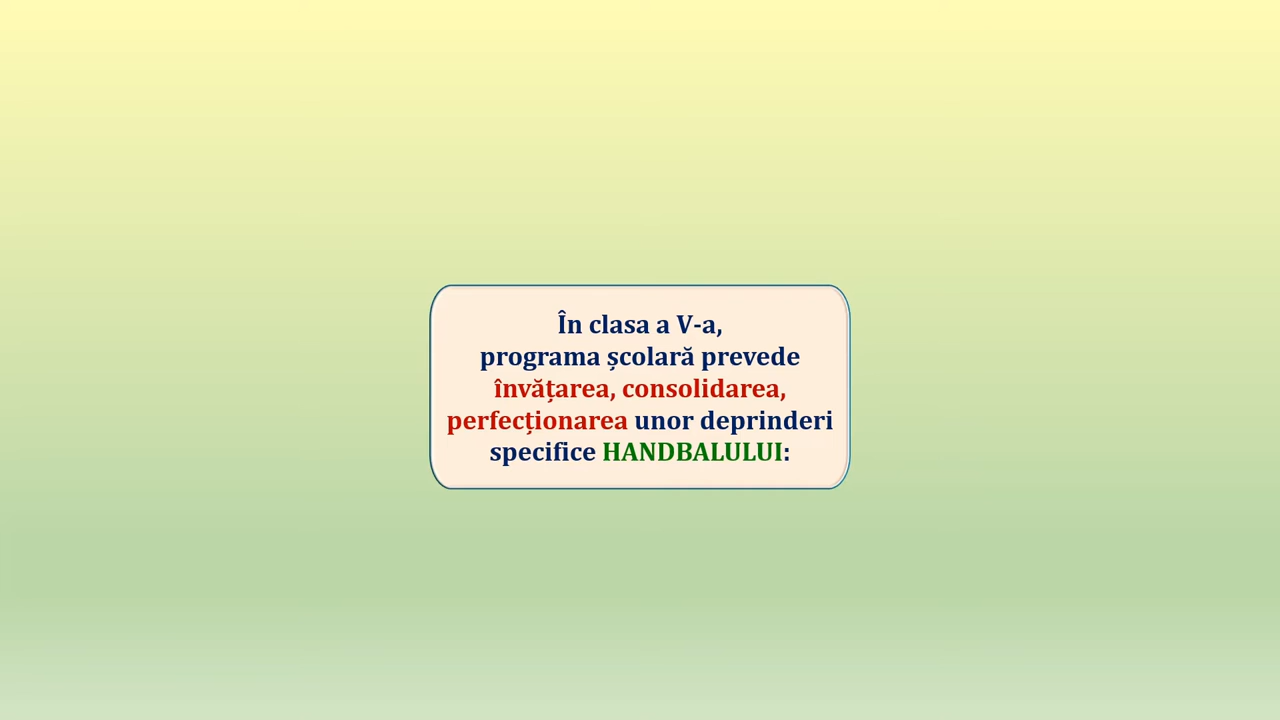 În clasa a V-a,
programa școlară prevede
învățarea, consolidarea,
perfecționarea unor deprinderi
specifice HANDBALULUI: